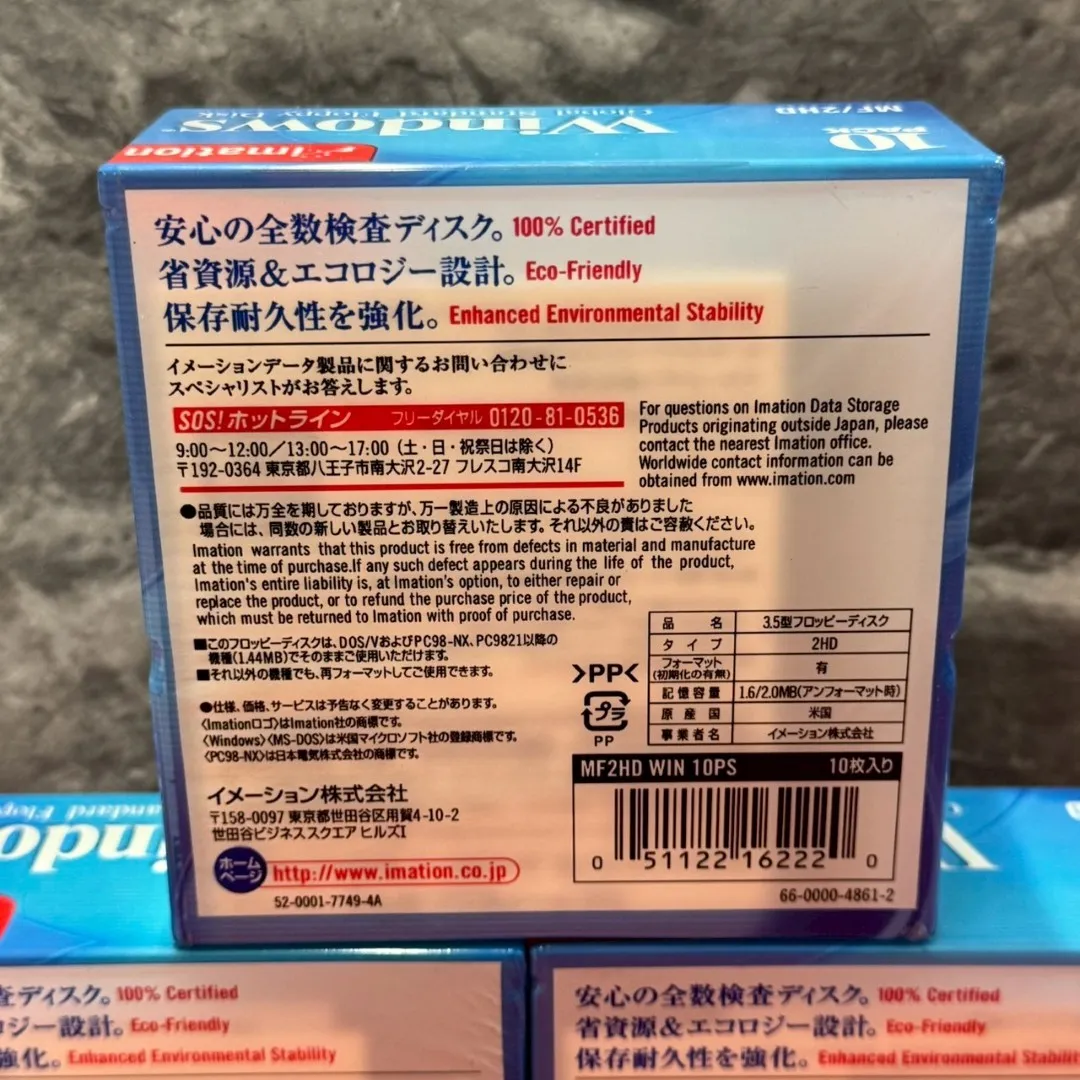 MF/2HD
10
PACK
Windows™
Global Standard Floppy Disk
imation
安心の全数検査ディスク。 100% Certified
省資源&エコロジー設計。 Eco-Friendly
保存耐久性を強化。 Enhanced Environmental Stability
イメーションデータ製品に関するお問い合わせに
スペシャリストがお答えします。
SOS!ホットライン フリーダイヤル 0120-81-0536
9:00〜12:00/13:00〜17:00（土・日・祝祭日は除く）
〒192-0364 東京都八王子市南大沢2-27 フレスコ南大沢14F
For questions on Imation Data Storage
Products originating outside Japan, please
contact the nearest Imation office.
Worldwide contact information can be
obtained from www.imation.com
●品質には万全を期しておりますが、万一製造上の原因による不良がありました
場合には、同数の新しい製品とお取り替えいたします。それ以外の責はご容赦ください。
Imation warrants that this product is free from defects in material and manufacture
at the time of purchase.If any such defect appears during the life of the product,
Imation's entire liability is, at Imation's option, to either repair or
replace the product, or to refund the purchase price of the product,
which must be returned to Imation with proof of purchase.
■このフロッピーディスクは、DOS/VおよびPC98-NX、PC9821以降の
機種(1.44MB)でそのままご使用いただけます。
■それ以外の機種でも、再フォーマットしてご使用できます。
●仕様、価格、サービスは予告なく変更することがあります。
〈Imationロゴ〉はImation社の商標です。
〈Windows〉〈MS-DOS〉は米国マイクロソフト社の登録商標です。
〈PC98-NX〉は日本電気株式会社の商標です。
>PP<
プラ
PP
品名 3.5型フロッピーディスク
タイプ 2HD
フォーマット(初期化の有無) 有
記憶容量 1.6/2.0MB(アンフォーマット時)
原産国 米国
事業者名 イメーション株式会社
イメーション株式会社
〒158-0097 東京都世田谷区用賀4-10-2
世田谷ビジネススクエア ヒルズI
ホームページ http://www.imation.co.jp
52-0001-7749-4A
MF2HD WIN 10PS 10枚入り
0 51122 16222 0
66-0000-4861-2
Windows
査ディスク。 100% Certified
ロジー設計。 Eco-Friendly
強化。 Enhanced Environmental Stability
安心の全数検査ディスク。 100% Certified
省資源&エコロジー設計。 Eco-Friendly
保存耐久性を強化。 Enhanced Environmental Stability